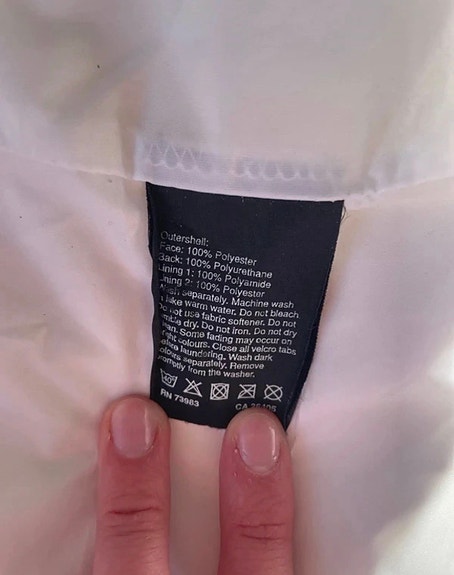 Outershell:
Face: 100% Polyester
Back: 100% Polyurethane
Lining 1: 100% Polyamide
Lining 2: 100% Polyester
Wash separately. Machine wash
in luke warm water. Do not bleach
Do not use fabric softener. Do not
tumble dry. Do not iron. Do not dry
clean. Some fading may occur on
bright colours. Close all velcro tabs
before laundering. Wash dark
colours separately. Remove
promptly from the washer.
40°
RN 73983
CA